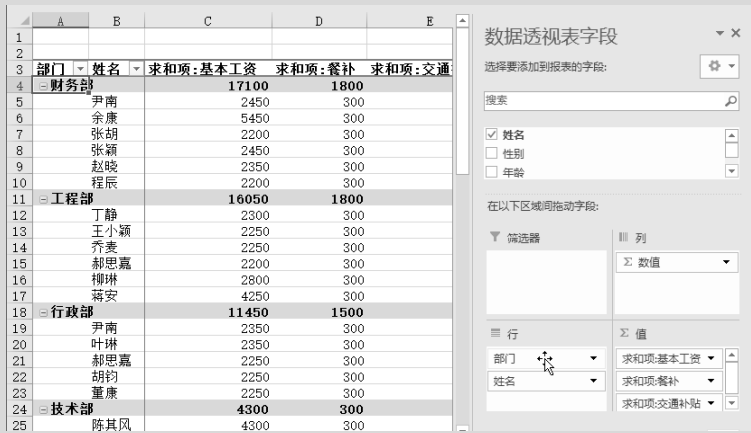 A B C D E
1
2
3 部门 姓名 求和项:基本工资 求和项:餐补 求和项:交通
4 财务部 17100 1800
5 尹南 2450 300
6 余康 5450 300
7 张胡 2200 300
8 张颖 2450 300
9 赵晓 2350 300
10 程辰 2200 300
11 工程部 16050 1800
12 丁静 2300 300
13 王小颖 2250 300
14 乔麦 2250 300
15 郝思嘉 2200 300
16 柳琳 2800 300
17 蒋安 4250 300
18 行政部 11450 1500
19 尹南 2350 300
20 叶琳 2350 300
21 郝思嘉 2250 300
22 胡钧 2250 300
23 董康 2250 300
24 技术部 4300 300
25 陈其风 4300 300
数据透视表字段
选择要添加到报表的字段:
搜索
姓名
性别
年龄
在以下区域间拖动字段:
筛选器
列
Σ 数值
行
Σ 值
部门
姓名
求和项:基本工资
求和项:餐补
求和项:交通补贴